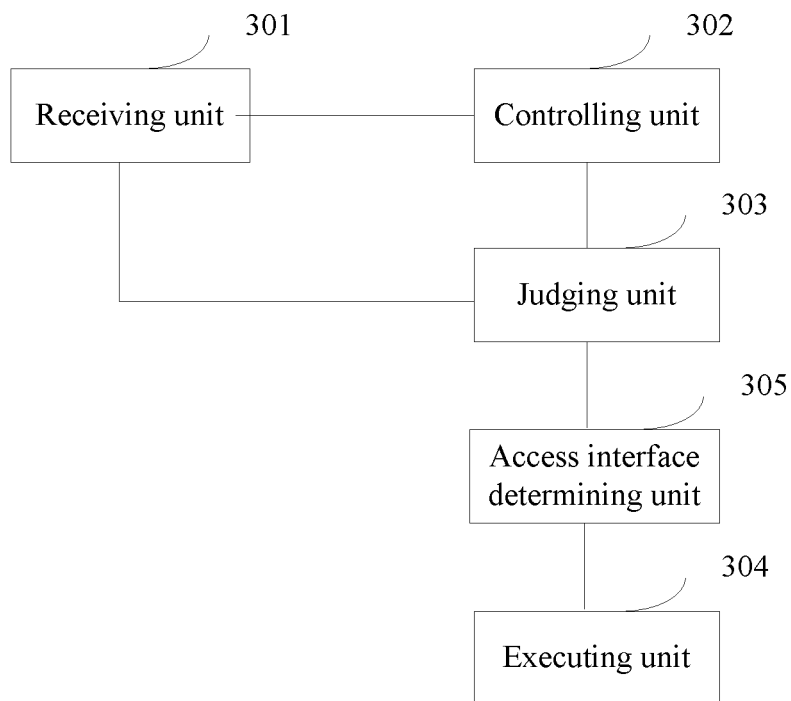 301
302
Receiving unit
Controlling unit
303
Judging unit
305
Access interface
determining unit
304
Executing unit